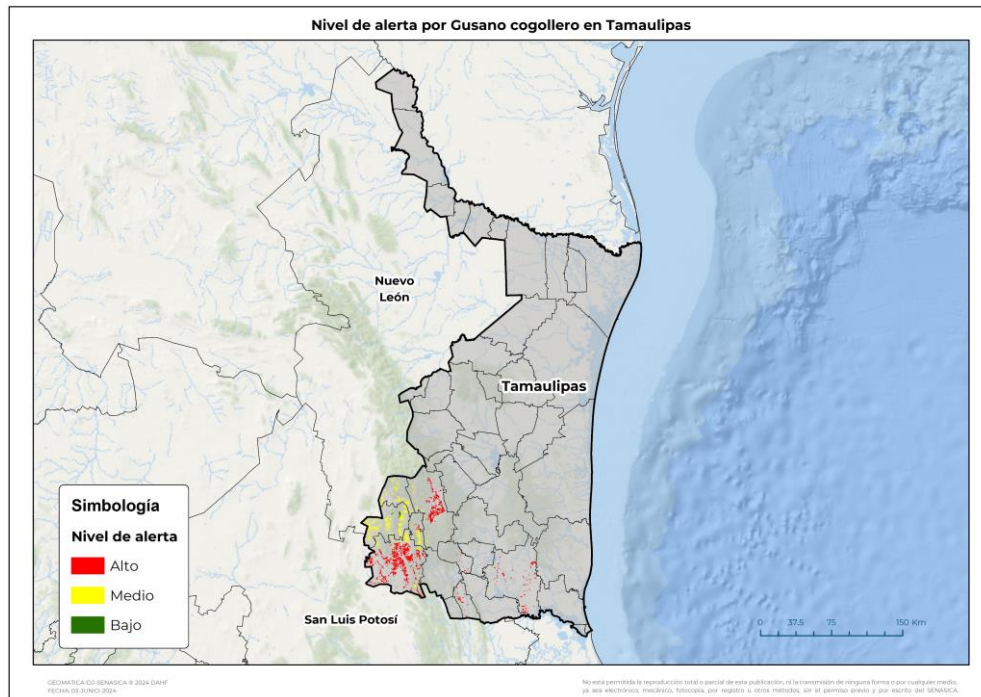 Nivel de alerta por Gusano cogollero en Tamaulipas
Nuevo
León
Tamaulipas
Simbología
Nivel de alerta
Alto
Medio
Bajo
San Luis Potosí
0 37.5 75 150 Km
GEOMATICA-CG-SENASICA © 2024 DAHF
FECHA 03-JUNIO-2024
No está permitida la reproducción total o parcial de esta publicación, ni la transmisión de ninguna forma o por cualquier medio,
ya sea electrónico, mecánico, fotocopia, por registro u otros métodos, sin el permiso previo y por escrito del SENASICA.